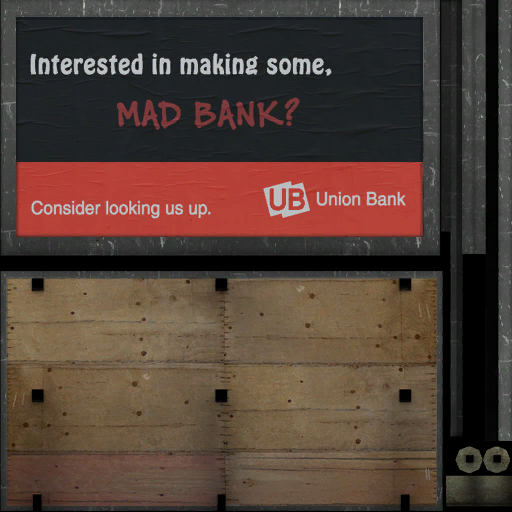 Interested in making some,
MAD BANK?
Consider looking us up.
UB Union Bank